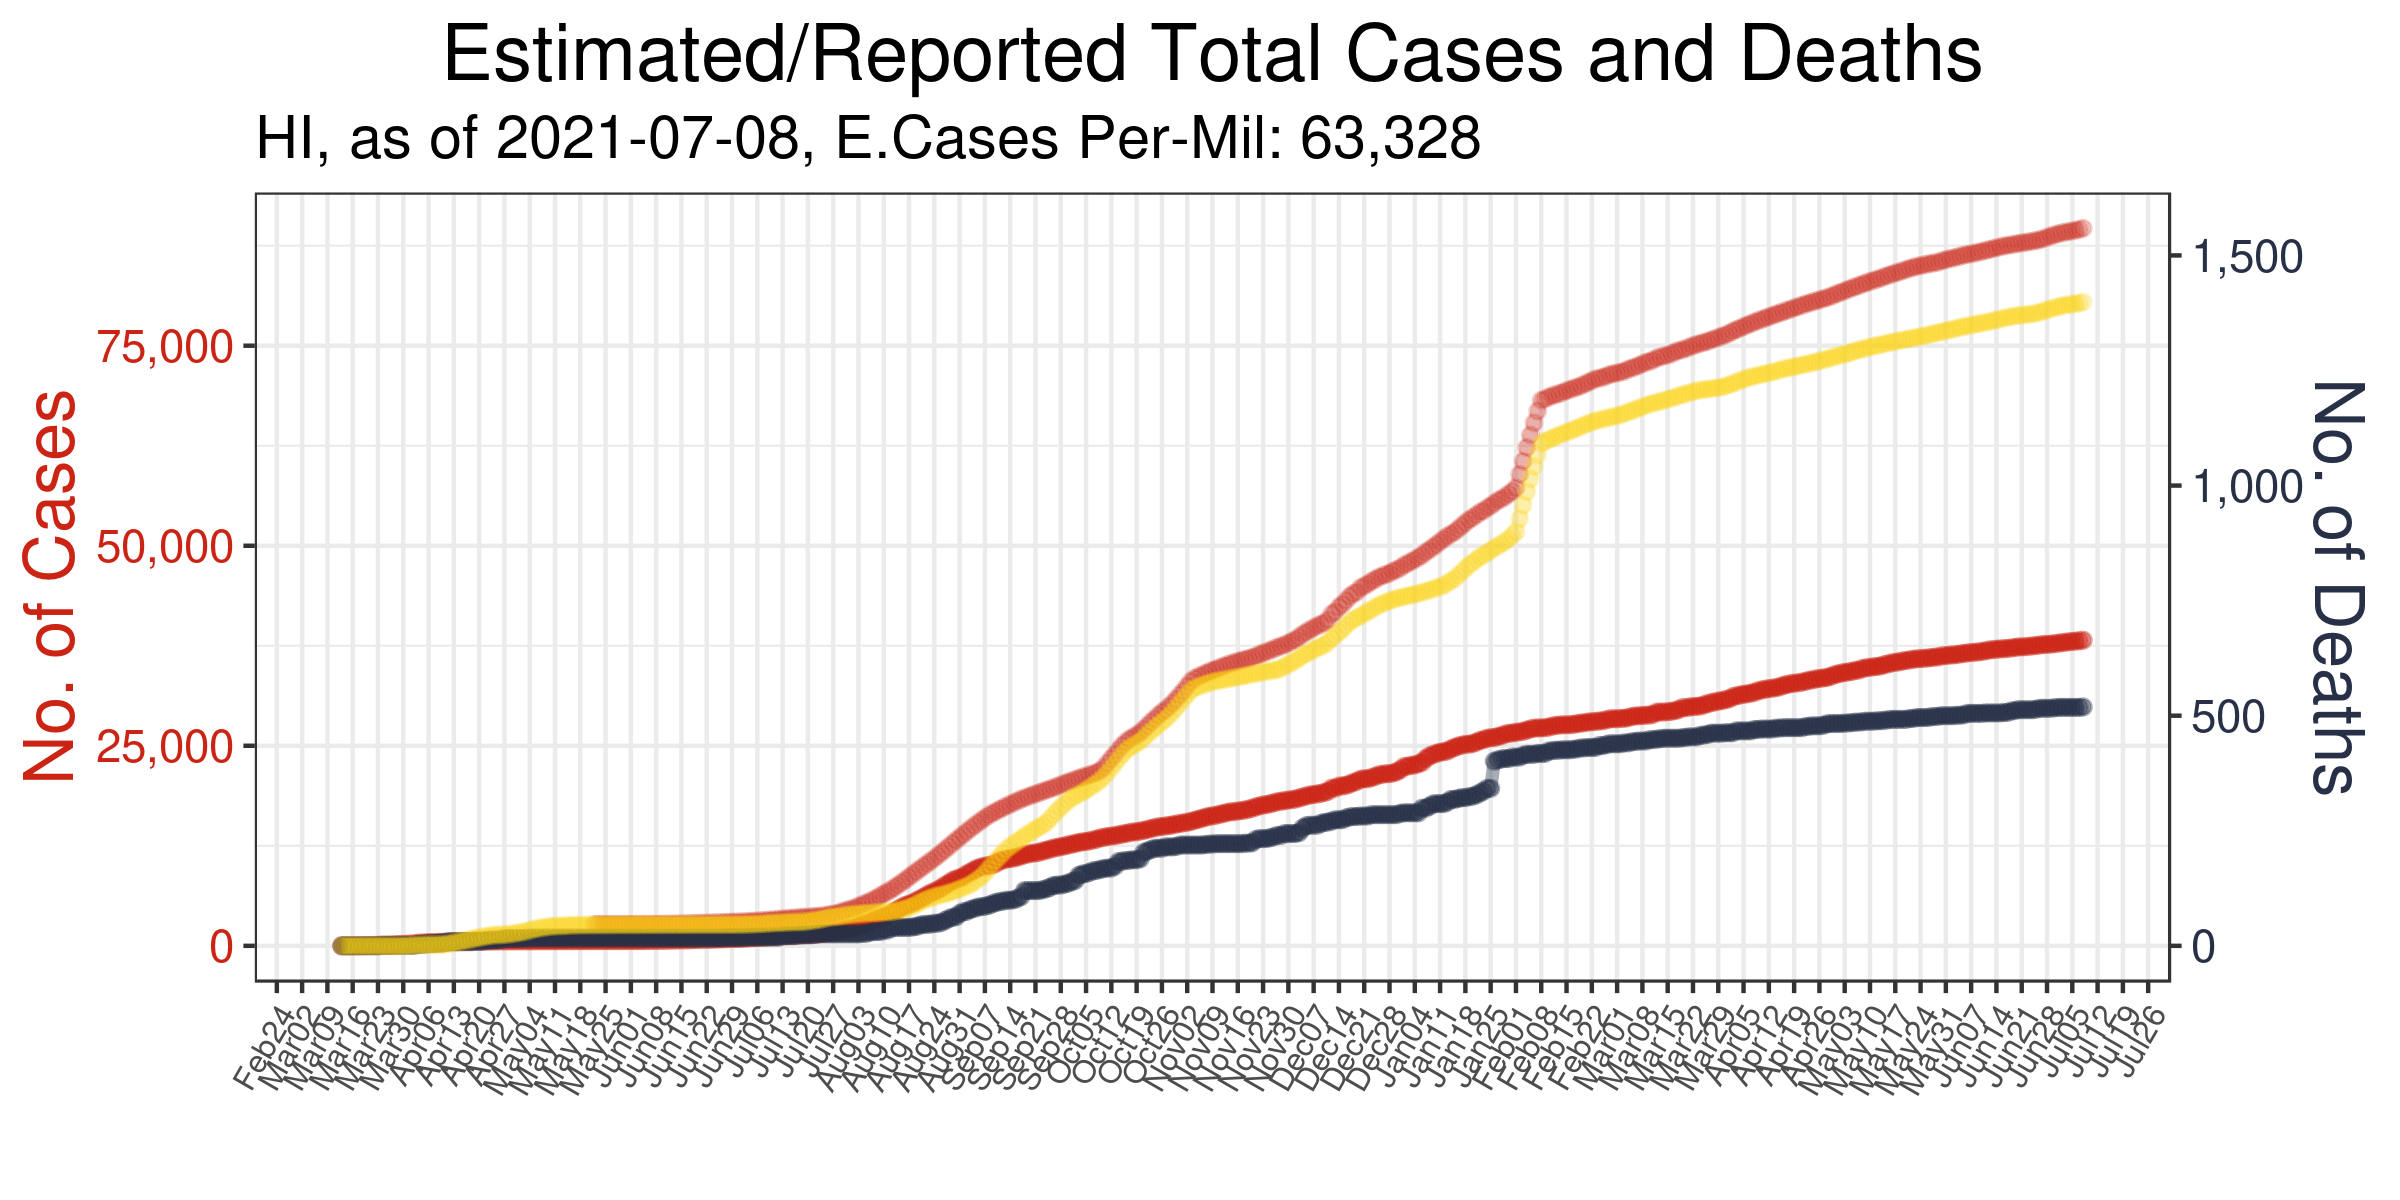 Estimated/Reported Total Cases and Deaths
HI, as of 2021-07-08, E.Cases Per-Mil: 63,328
No. of Cases
75,000
50,000
25,000
0
1,500
1,000
500
0
No. of Deaths
Feb24
Mar02
Mar09
Mar16
Mar23
Mar30
Apr06
Apr13
Apr20
Apr27
May04
May11
May18
May25
Jun01
Jun08
Jun15
Jun22
Jun29
Jul06
Jul13
Jul20
Jul27
Aug03
Aug10
Aug17
Aug24
Aug31
Sep07
Sep14
Sep21
Sep28
Oct05
Oct12
Oct19
Oct26
Nov02
Nov09
Nov16
Nov23
Nov30
Dec07
Dec14
Dec21
Dec28
Jan04
Jan11
Jan18
Jan25
Feb01
Feb08
Feb15
Feb22
Mar01
Mar08
Mar15
Mar22
Mar29
Apr05
Apr12
Apr19
Apr26
May03
May10
May17
May24
May31
Jun07
Jun14
Jun21
Jun28
Jul05
Jul12
Jul19
Jul26